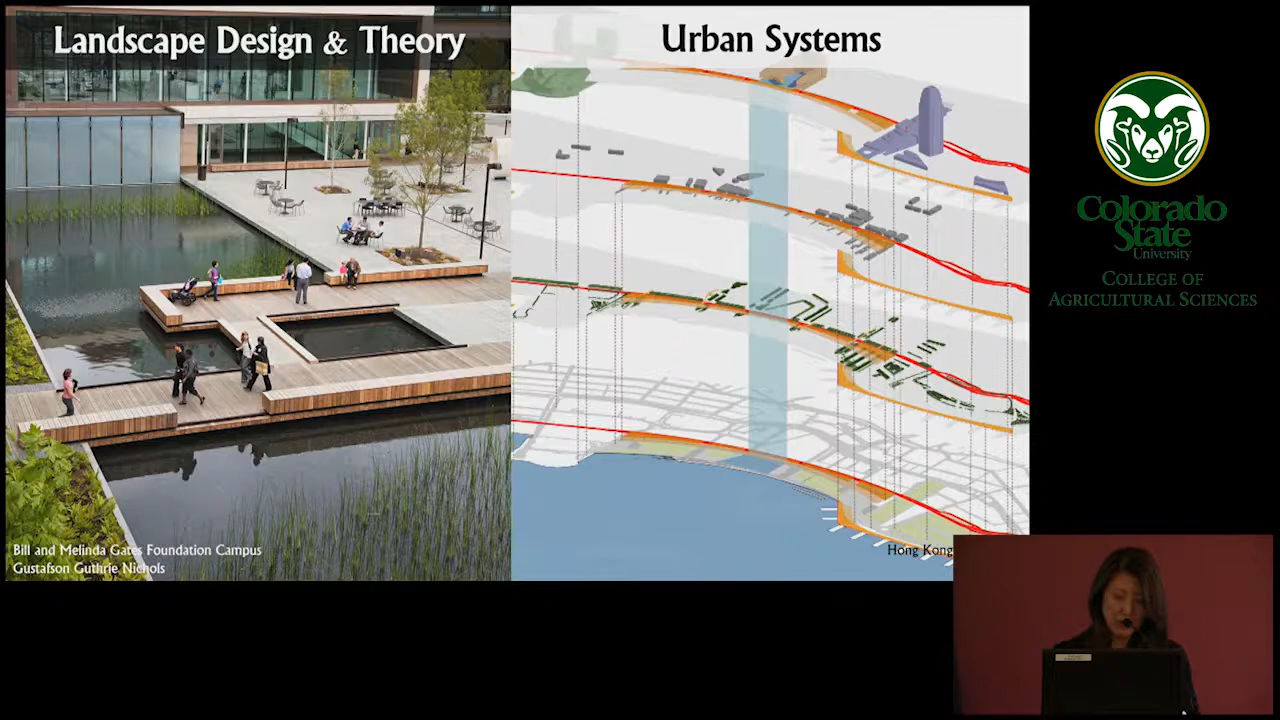 Landscape Design & Theory
Urban Systems
Bill and Melinda Gates Foundation Campus
Gustafson Guthrie Nichols
Hong Kong
Colorado
State
University
COLLEGE OF
AGRICULTURAL SCIENCES